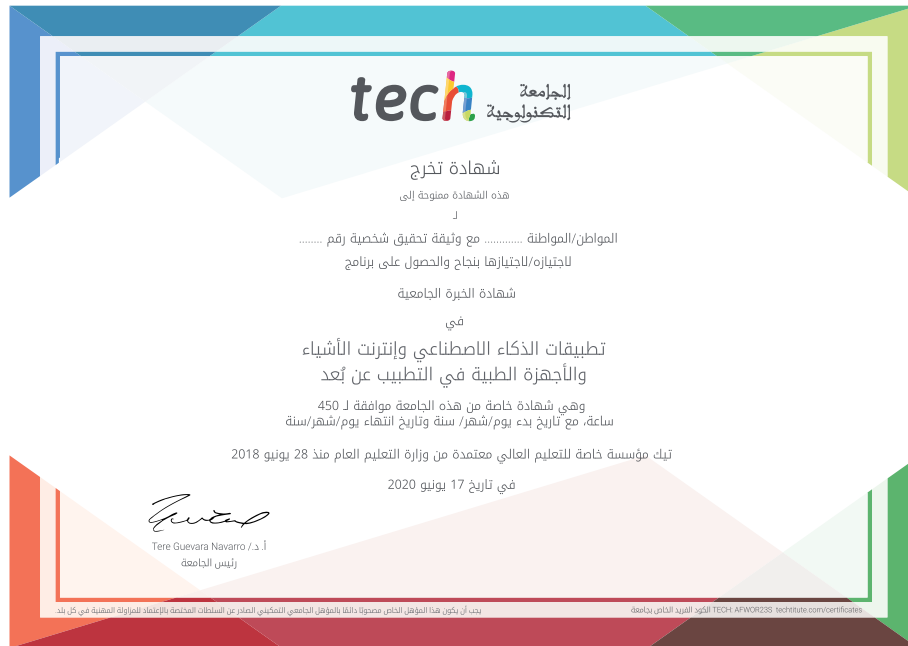 tech الجامعة
التكنولوجية
شهادة تخرج
هذه الشهادة ممنوحة إلى
لـ
المواطن/المواطنة ............ مع وثيقة تحقيق شخصية رقم ........
لاجتيازه/لاجتيازها بنجاح والحصول على برنامج
شهادة الخبرة الجامعية
في
تطبيقات الذكاء الاصطناعي وإنترنت الأشياء
والأجهزة الطبية في التطبيب عن بُعد
وهي شهادة خاصة من هذه الجامعة موافقة لـ 450
ساعة، مع تاريخ بدء يوم/شهر/ سنة وتاريخ انتهاء يوم/شهر/سنة
تيك مؤسسة خاصة للتعليم العالي معتمدة من وزارة التعليم العام منذ 28 يونيو 2018
في تاريخ 17 يونيو 2020
أ. د./ Tere Guevara Navarro
رئيس الجامعة
يجب أن يكون هذا المؤهل الخاص مصحوبًا دائمًا بالمؤهل الجامعي التمكيني الصادر عن السلطات المختصة بالإعتماد للمزاولة المهنية في كل بلد.
الكود الفريد الخاص بجامعة TECH: AFWOR23S techtitute.com/certificates